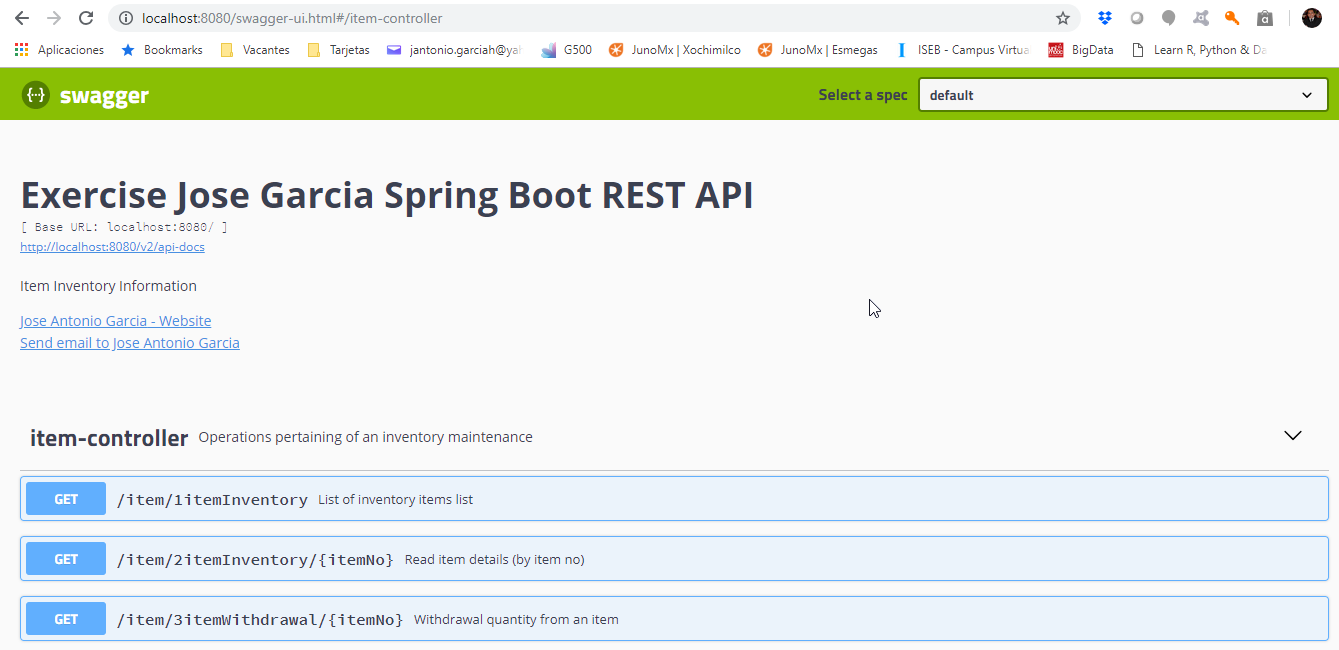 localhost:8080/swagger-ui.html#/item-controller
Aplicaciones Bookmarks Vacantes Tarjetas jantonio.garciah@yah G500 JunoMx | Xochimilco JunoMx | Esmegas ISEB - Campus Virtua BigData Learn R, Python & Da
{··} swagger Select a spec default
Exercise Jose Garcia Spring Boot REST API
[ Base URL: localhost:8080/ ]
http://localhost:8080/v2/api-docs
Item Inventory Information
Jose Antonio Garcia - Website
Send email to Jose Antonio Garcia
item-controller Operations pertaining of an inventory maintenance
GET /item/1itemInventory List of inventory items list
GET /item/2itemInventory/{itemNo} Read item details (by item no)
GET /item/3itemWithdrawal/{itemNo} Withdrawal quantity from an item